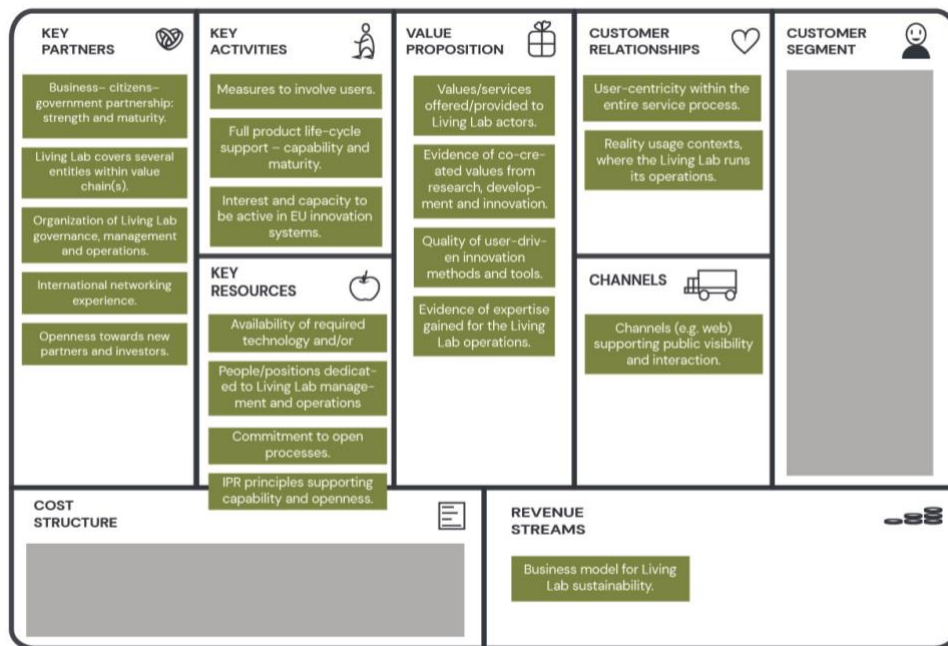 KEY
PARTNERS
Business– citizens–
government partnership:
strength and maturity.
Living Lab covers several
entities within value
chain(s).
Organization of Living Lab
governance, management
and operations.
International networking
experience.
Openness towards new
partners and investors.
KEY
ACTIVITIES
Measures to involve users.
Full product life-cycle
support – capability and
maturity.
Interest and capacity to
be active in EU innovation
systems.
KEY
RESOURCES
Availability of required
technology and/or
People/positions dedicat-
ed to Living Lab manage-
ment and operations
Commitment to open
processes.
IPR principles supporting
capability and openness.
VALUE
PROPOSITION
Values/services
offered/provided to
Living Lab actors.
Evidence of co-cre-
ated values from
research, develop-
ment and innovation.
Quality of user-driv-
en innovation
methods and tools.
Evidence of expertise
gained for the Living
Lab operations.
CUSTOMER
RELATIONSHIPS
User-centricity within the
entire service process.
Reality usage contexts,
where the Living Lab runs
its operations.
CHANNELS
Channels (e.g. web)
supporting public visibility
and interaction.
CUSTOMER
SEGMENT
COST
STRUCTURE
REVENUE
STREAMS
Business model for Living
Lab sustainability.